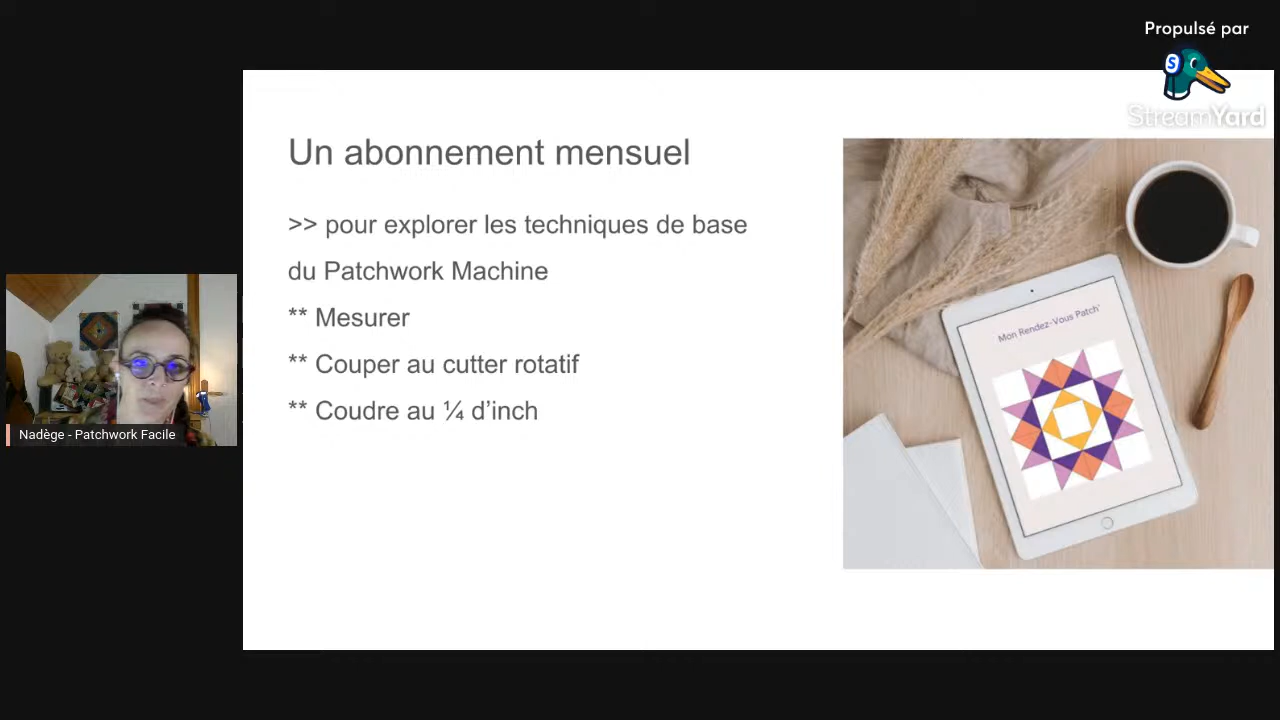 Propulsé par
StreamYard
Un abonnement mensuel
>> pour explorer les techniques de base
du Patchwork Machine
** Mesurer
** Couper au cutter rotatif
** Coudre au ¼ d’inch
Mon Rendez-Vous Patch'
Nadège - Patchwork Facile